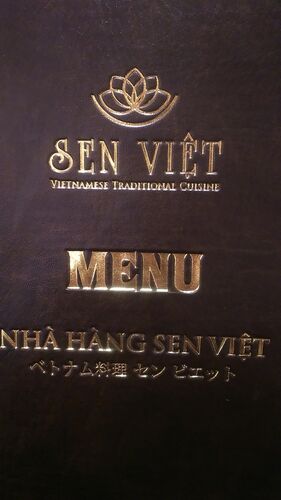 SEN VIỆT
VIETNAMESE TRADITIONAL CUISINE
MENU
NHÀ HÀNG SEN VIỆT
ベトナム料理 セン ビエット